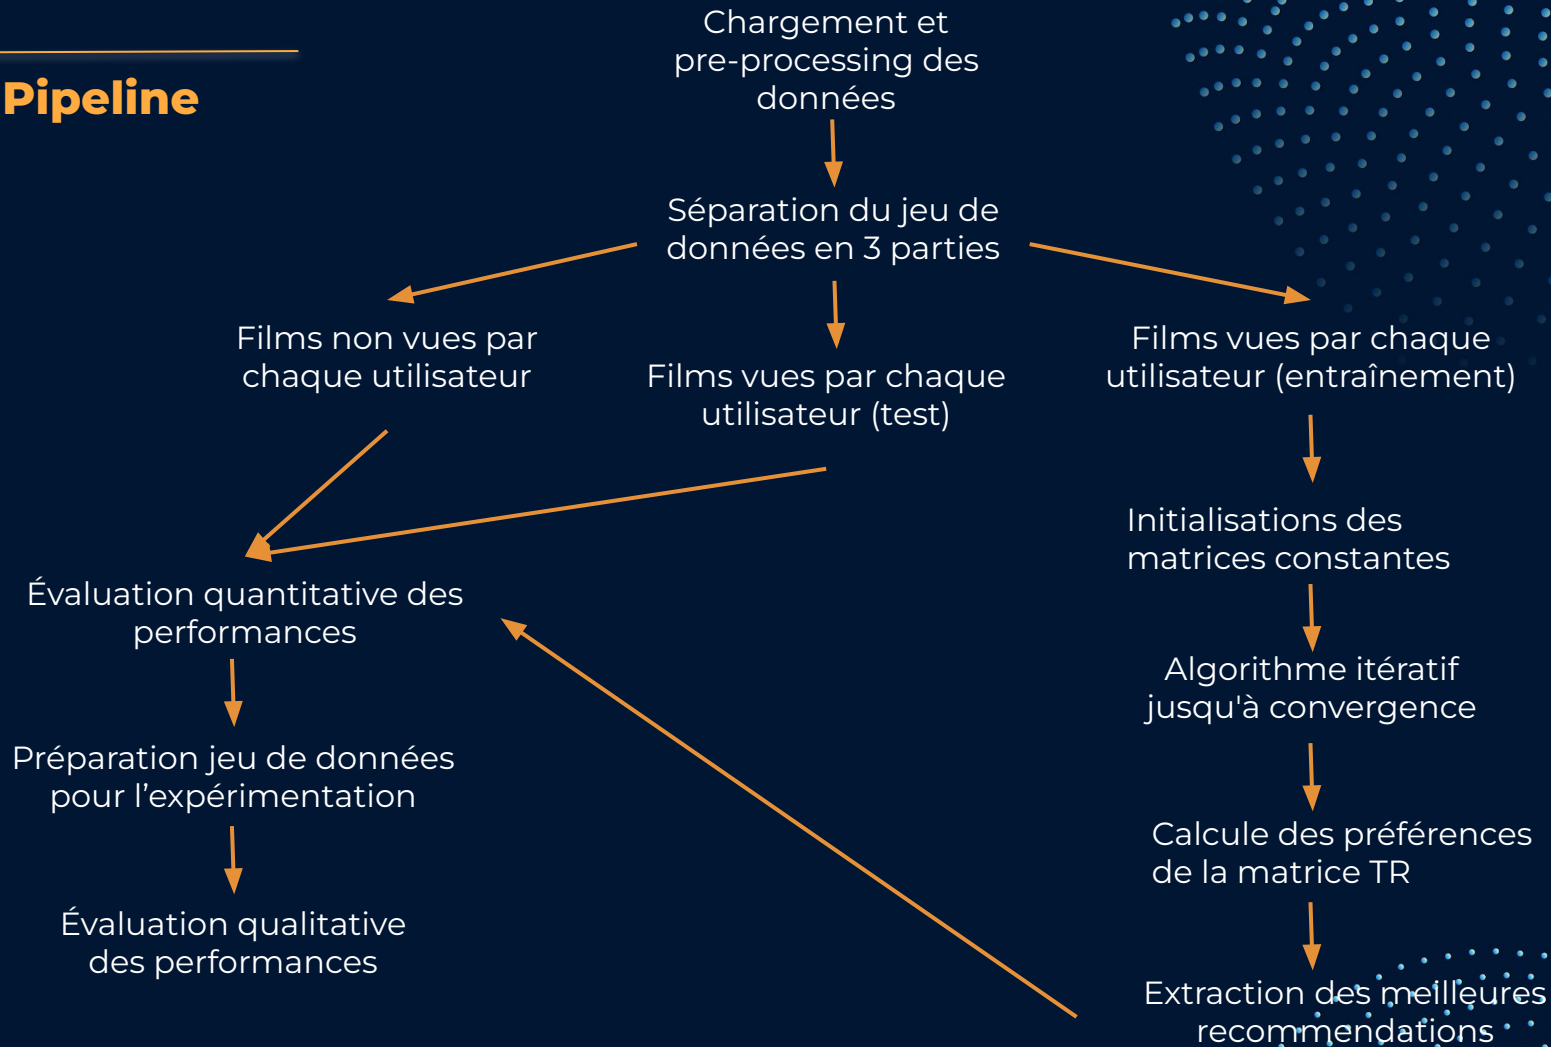 Pipeline
Chargement et
pre-processing des
données
Séparation du jeu de
données en 3 parties
Films non vues par
chaque utilisateur
Films vues par chaque
utilisateur (test)
Films vues par chaque
utilisateur (entraînement)
Initialisations des
matrices constantes
Algorithme itératif
jusqu'à convergence
Calcule des préférences
de la matrice TR
Extraction des meilleures
recommendations
Évaluation quantitative des
performances
Préparation jeu de données
pour l’expérimentation
Évaluation qualitative
des performances